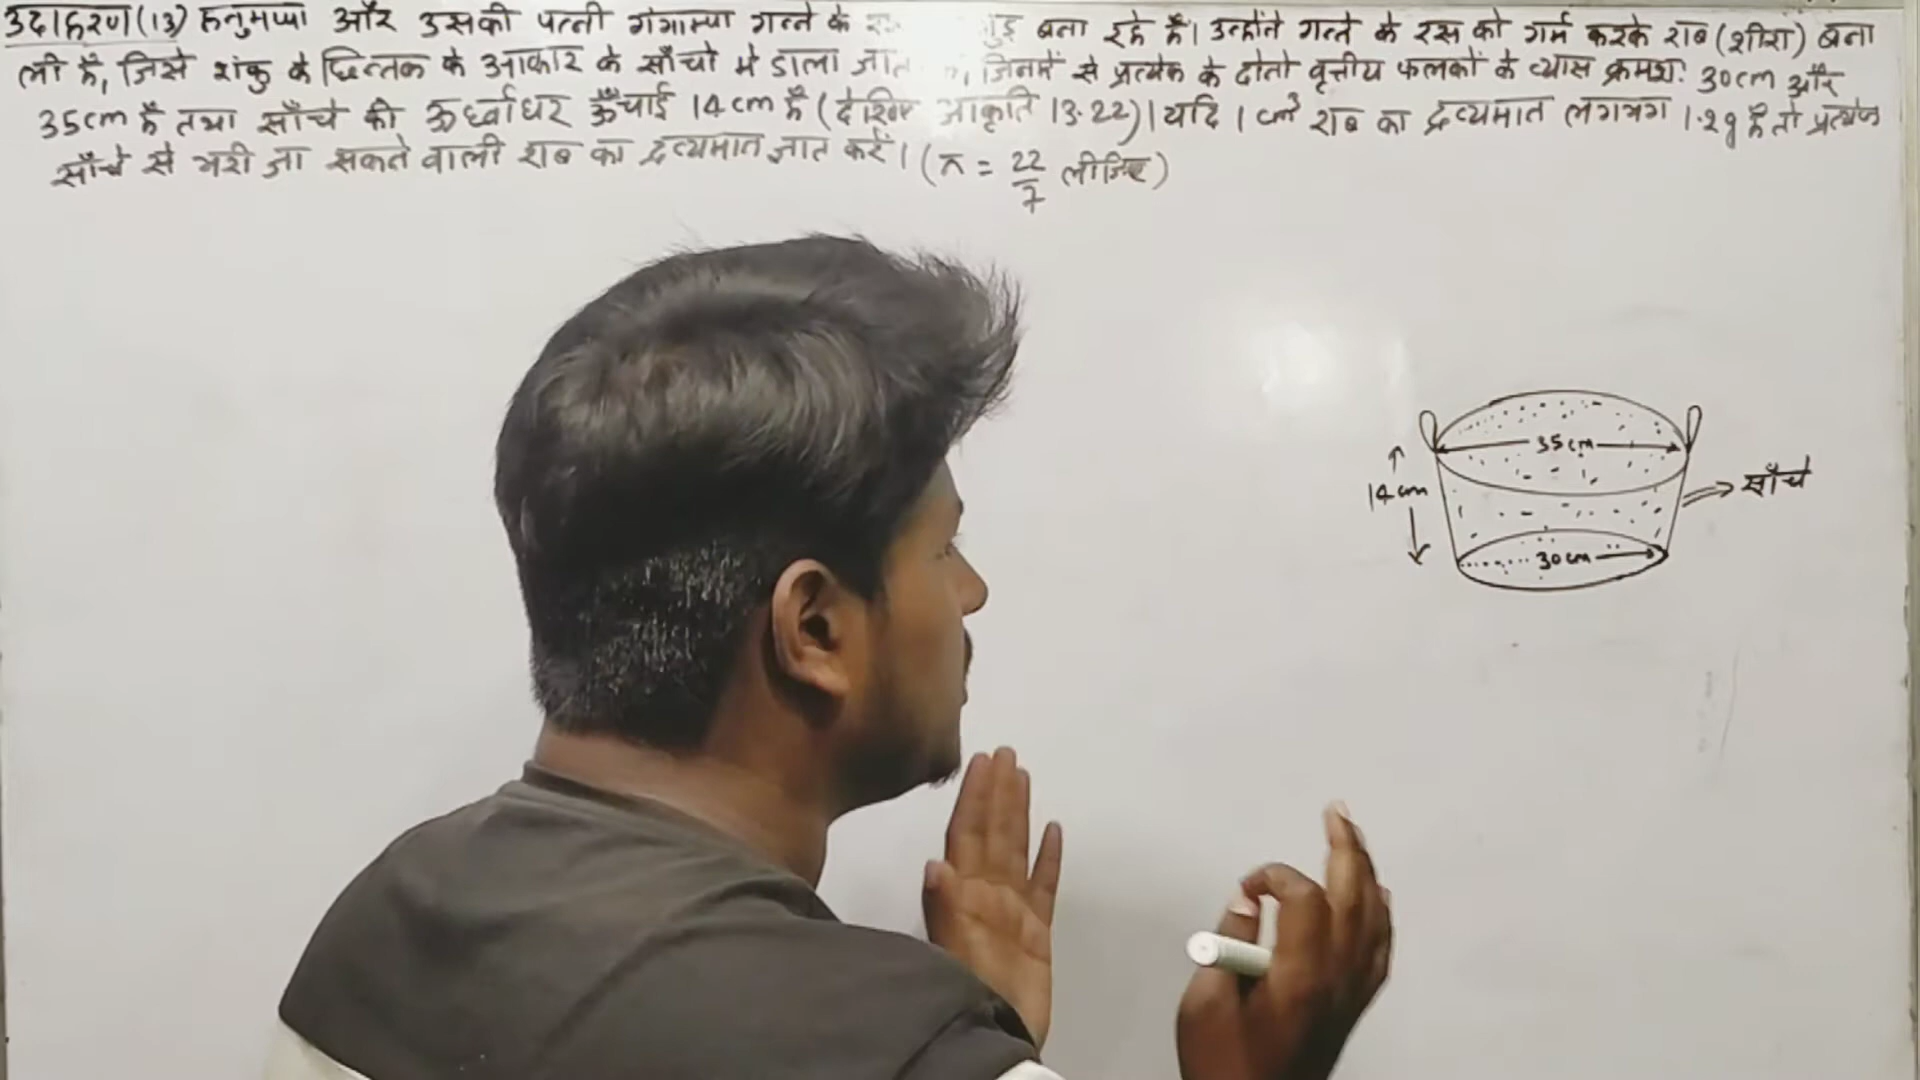 उदाहरण (13) हनुमप्पा और उसकी पत्नी गंगाम्मा गन्ने के बना रहे हैं। उन्होंने गन्ने के रस को गर्म करके राब (शीरा) बना
ली है, जिसे शंकु के छिन्नक के आकार के साँचो मे डाला जिनमें से प्रत्येक के दोनो वृत्तीय फलकों के व्यास क्रमश: 30cm और
35cm है तथा साँचे की ऊर्ध्वाधर ऊँचाई 14cm है (देखिए आकृति 13.22)। यदि 1 cm³ राब का द्रव्यमान लगभग 1.2g है तो प्रत्येक
साँचे से भरी जा सकने वाली राब का द्रव्यमान ज्ञात करें। (π = 22/7 लीजिए)
35cm
14cm
साँचे
30cm